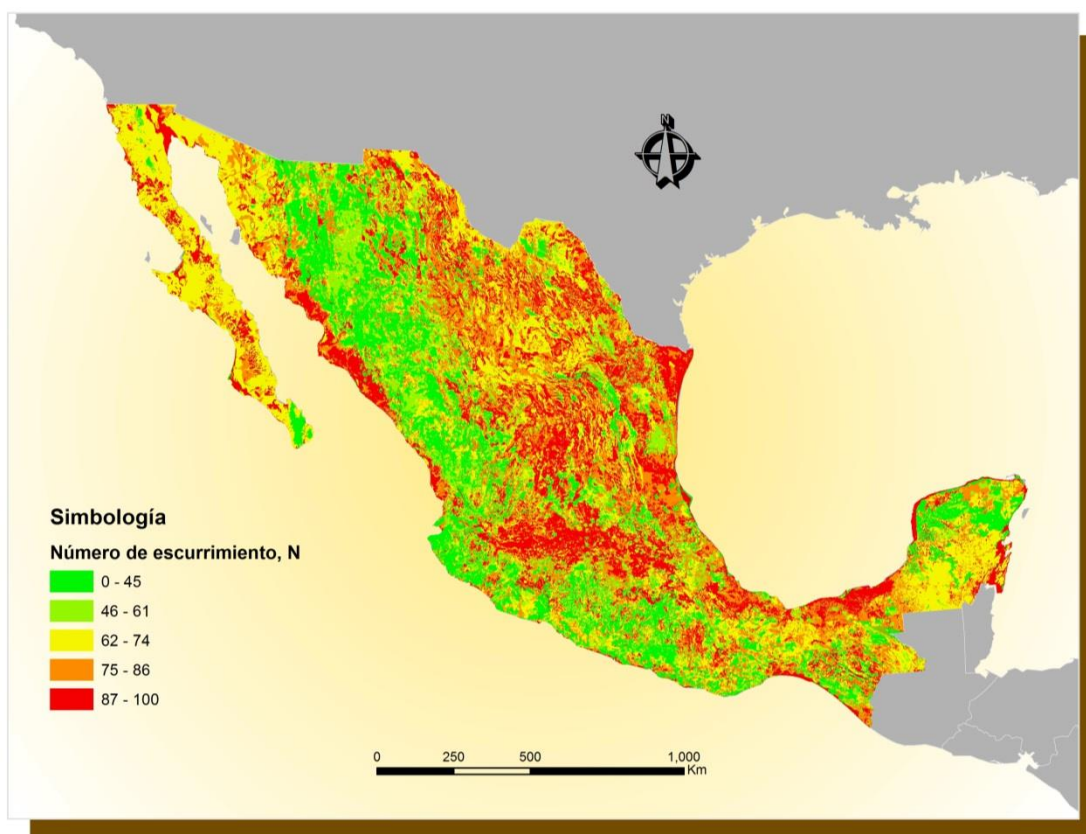 N
Simbología
Número de escurrimiento, N
0 - 45
46 - 61
62 - 74
75 - 86
87 - 100
0 250 500 1,000
Km